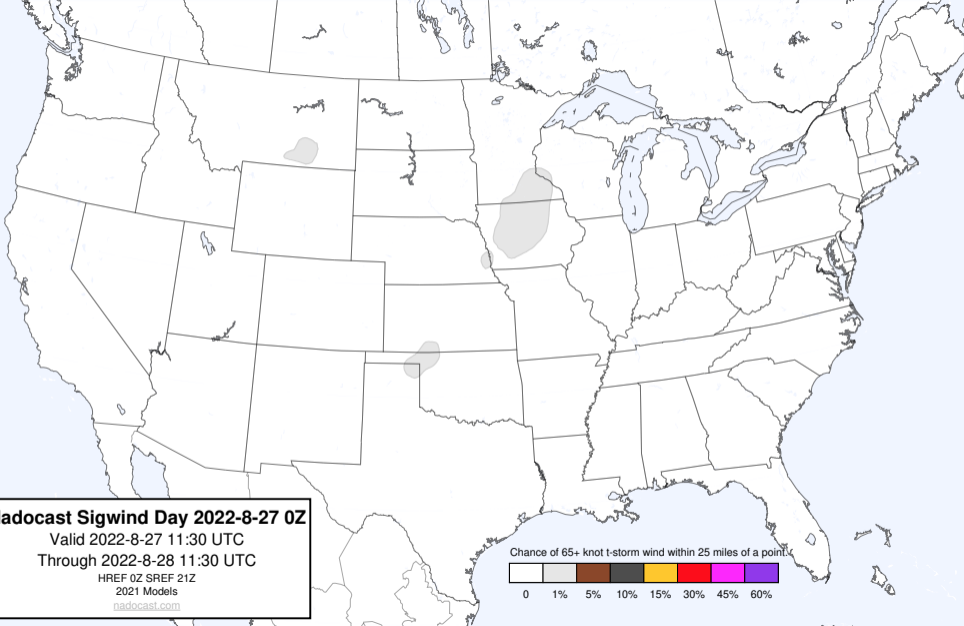 adocast Sigwind Day 2022-8-27 0Z
Valid 2022-8-27 11:30 UTC
Through 2022-8-28 11:30 UTC
HREF 0Z SREF 21Z
2021 Models
nadocast.com
Chance of 65+ knot t-storm wind within 25 miles of a point.
0 1% 5% 10% 15% 30% 45% 60%